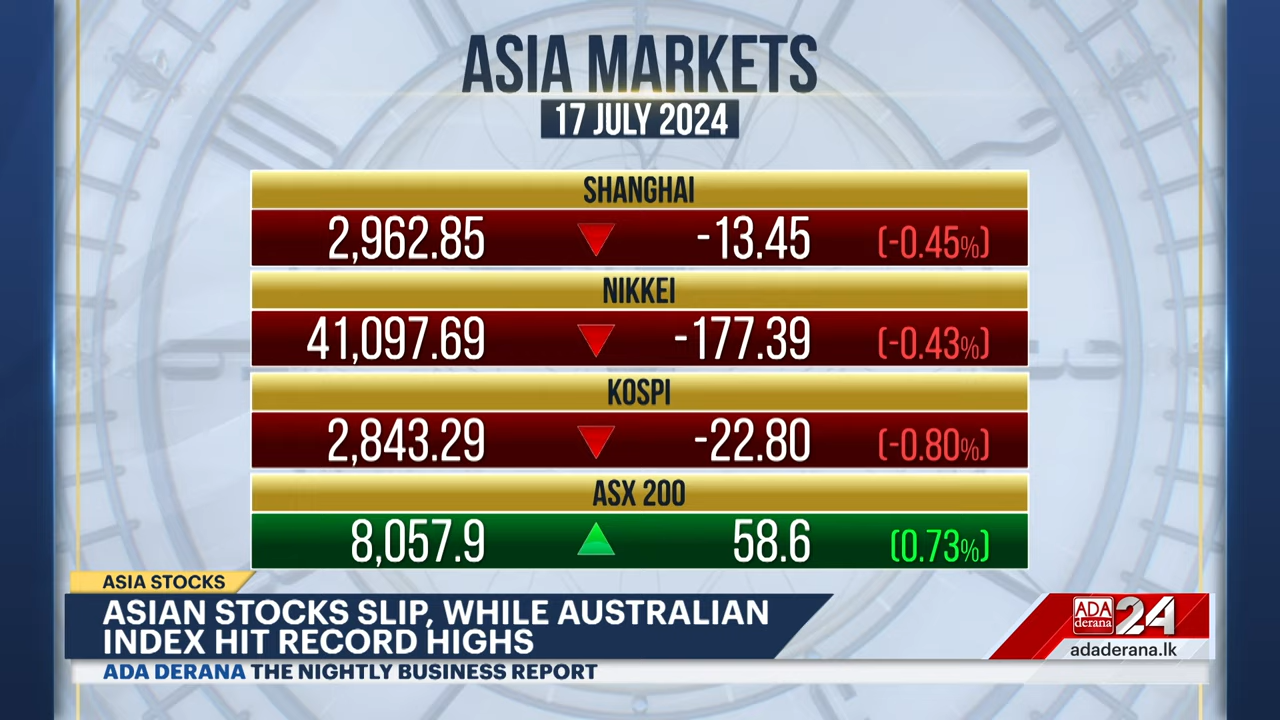 ASIA MARKETS
17 JULY 2024
SHANGHAI
2,962.85 -13.45 (-0.45%)
NIKKEI
41,097.69 -177.39 (-0.43%)
KOSPI
2,843.29 -22.80 (-0.80%)
ASX 200
8,057.9 58.6 (0.73%)
ASIA STOCKS
ASIAN STOCKS SLIP, WHILE AUSTRALIAN
INDEX HIT RECORD HIGHS
ADA DERANA THE NIGHTLY BUSINESS REPORT
ADA
derana 24
adaderana.lk